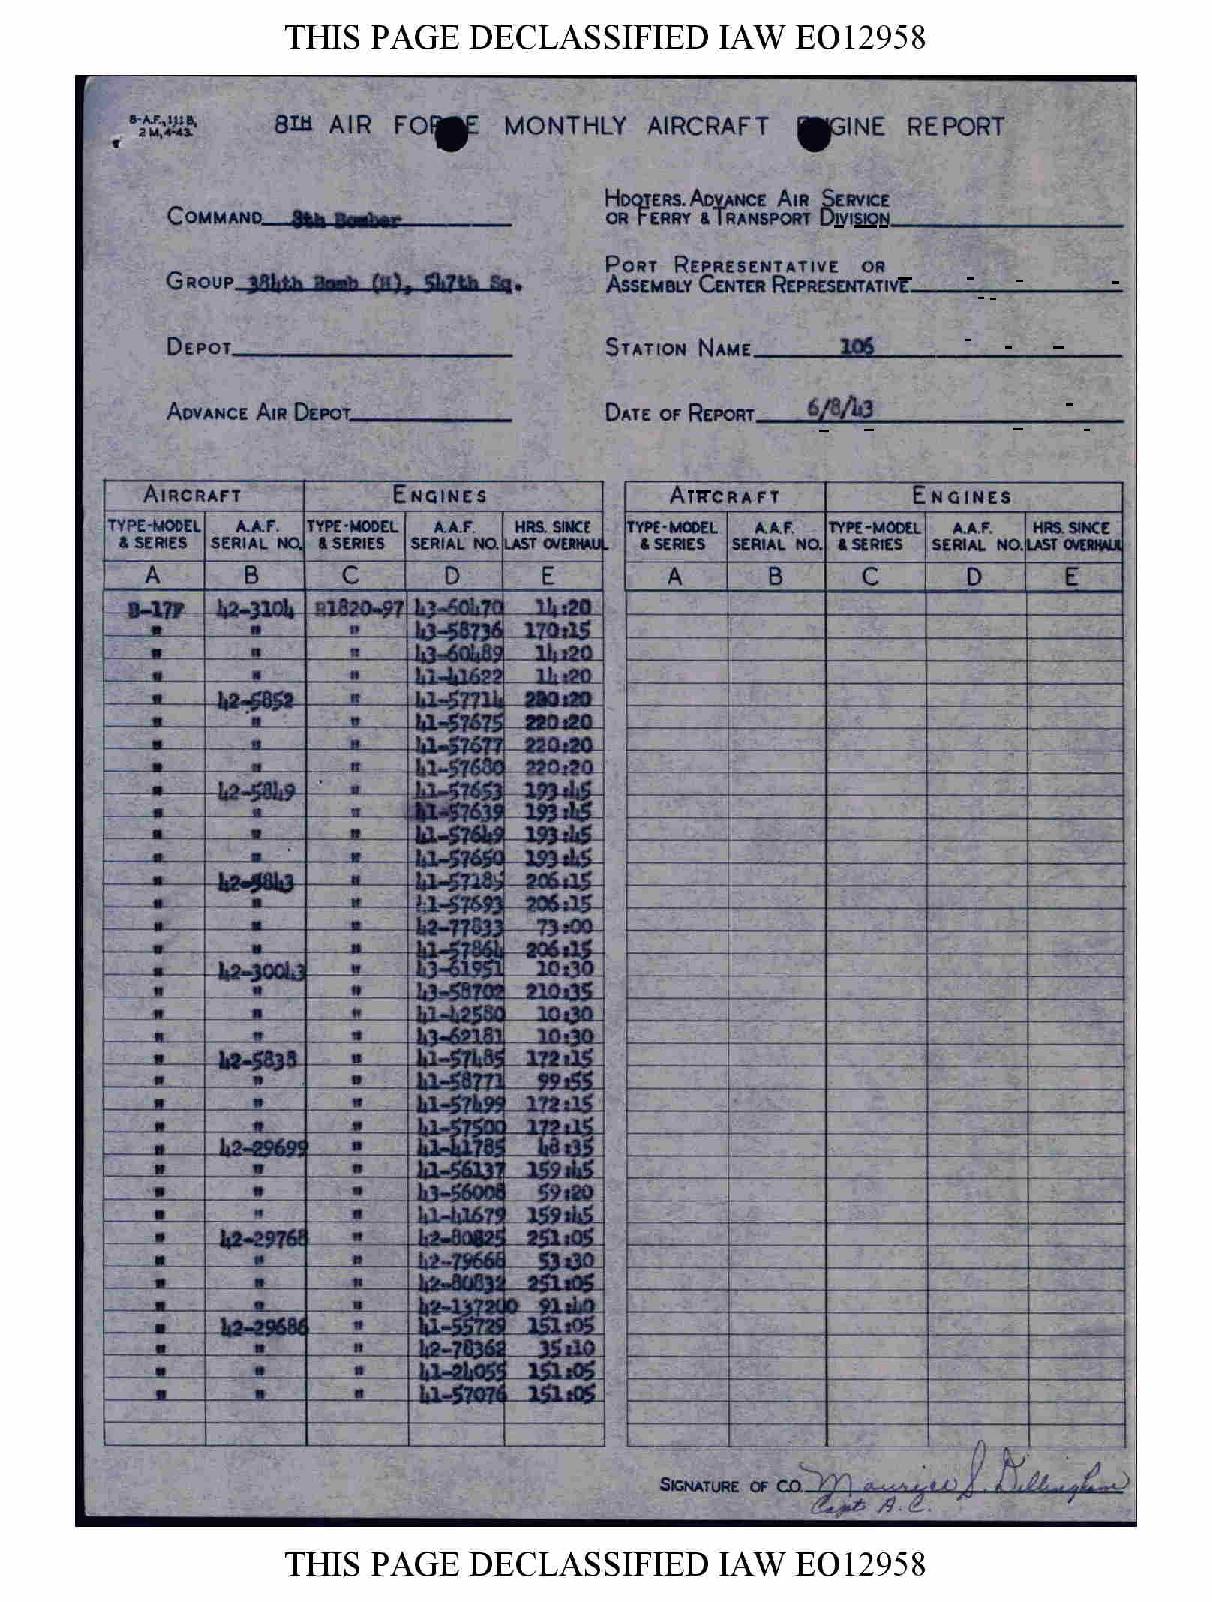 THIS PAGE DECLASSIFIED IAW EO12958
8-A.F., 111B,
2M, 4-43.
8TH AIR FORCE MONTHLY AIRCRAFT ENGINE REPORT
COMMAND 8th Bomber
HDQTERS. ADVANCE AIR SERVICE
OR FERRY & TRANSPORT DIVISION
GROUP 384th Bomb (H), 547th Sq.
PORT REPRESENTATIVE OR
ASSEMBLY CENTER REPRESENTATIVE
DEPOT
STATION NAME 106
ADVANCE AIR DEPOT
DATE OF REPORT 6/8/43
AIRCRAFT ENGINES AIRCRAFT ENGINES
TYPE-MODEL & SERIES A.A.F. SERIAL NO. TYPE-MODEL & SERIES A.A.F. SERIAL NO. HRS. SINCE LAST OVERHAUL TYPE-MODEL & SERIES A.A.F. SERIAL NO. TYPE-MODEL & SERIES A.A.F. SERIAL NO. HRS. SINCE LAST OVERHAUL
A B C D E A B C D E
B-17F 42-3104 R1820-97 43-60470 14:20
" " " 43-58736 170:15
" " " 43-60489 14:20
" " " 41-41622 14:20
" 42-5852 " 41-57714 220:20
" " " 41-57675 220:20
" " " 41-57677 220:20
" " " 41-57680 220:20
" 42-5849 " 41-57653 193:45
" " " 41-57639 193:45
" " " 41-57649 193:45
" " " 41-57650 193:45
" 42-5843 " 41-57185 206:15
" " " 41-57693 206:15
" " " 42-77833 73:00
" " " 41-57864 206:15
" 42-30043 " 43-61951 10:30
" " " 43-58702 210:35
" " " 41-42580 10:30
" " " 43-62181 10:30
" 42-5838 " 41-57485 172:15
" " " 41-58771 99:55
" " " 41-57499 172:15
" " " 41-57500 172:15
" 42-29699 " 41-41785 48:35
" " " 41-56137 159:45
" " " 43-56008 59:20
" " " 41-41679 159:45
" 42-29768 " 42-80825 251:05
" " " 42-79668 53:30
" " " 42-80832 251:05
" " " 42-137200 91:40
" 42-29686 " 41-55729 151:05
" " " 42-78362 35:10
" " " 41-24055 151:05
" " " 41-57076 151:05
SIGNATURE OF C.O. Maurice S. Dillingham
Capt A.C.
THIS PAGE DECLASSIFIED IAW EO12958